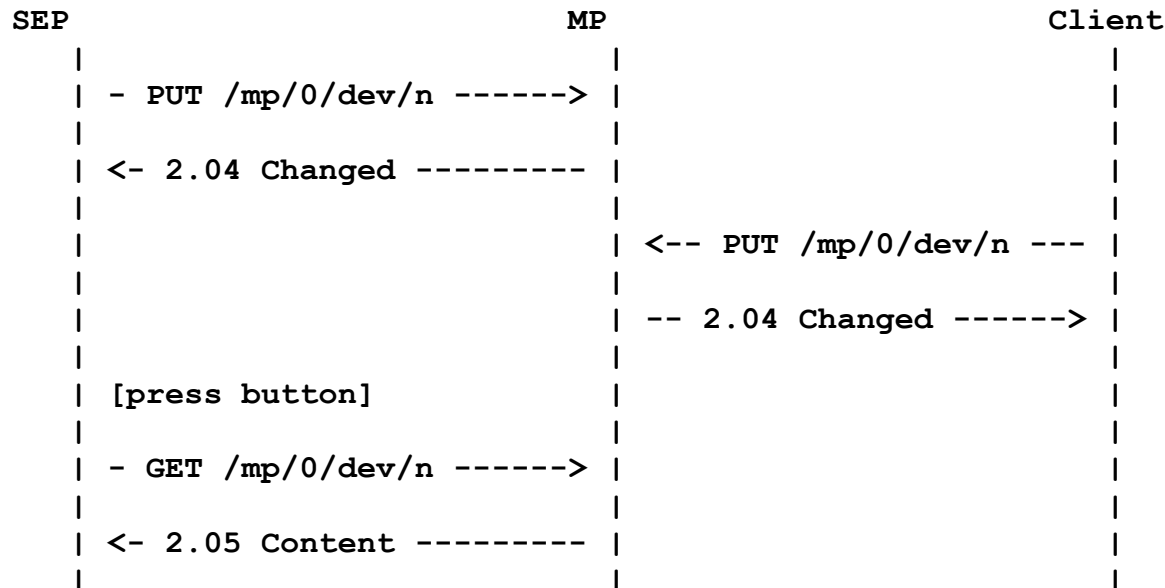 SEP MP Client
| | |
| - PUT /mp/0/dev/n ------> | |
| | |
| <- 2.04 Changed --------- | |
| | |
| | <-- PUT /mp/0/dev/n --- |
| | |
| | -- 2.04 Changed ------> |
| | |
| [press button] | |
| | |
| - GET /mp/0/dev/n ------> | |
| | |
| <- 2.05 Content --------- | |
| | |